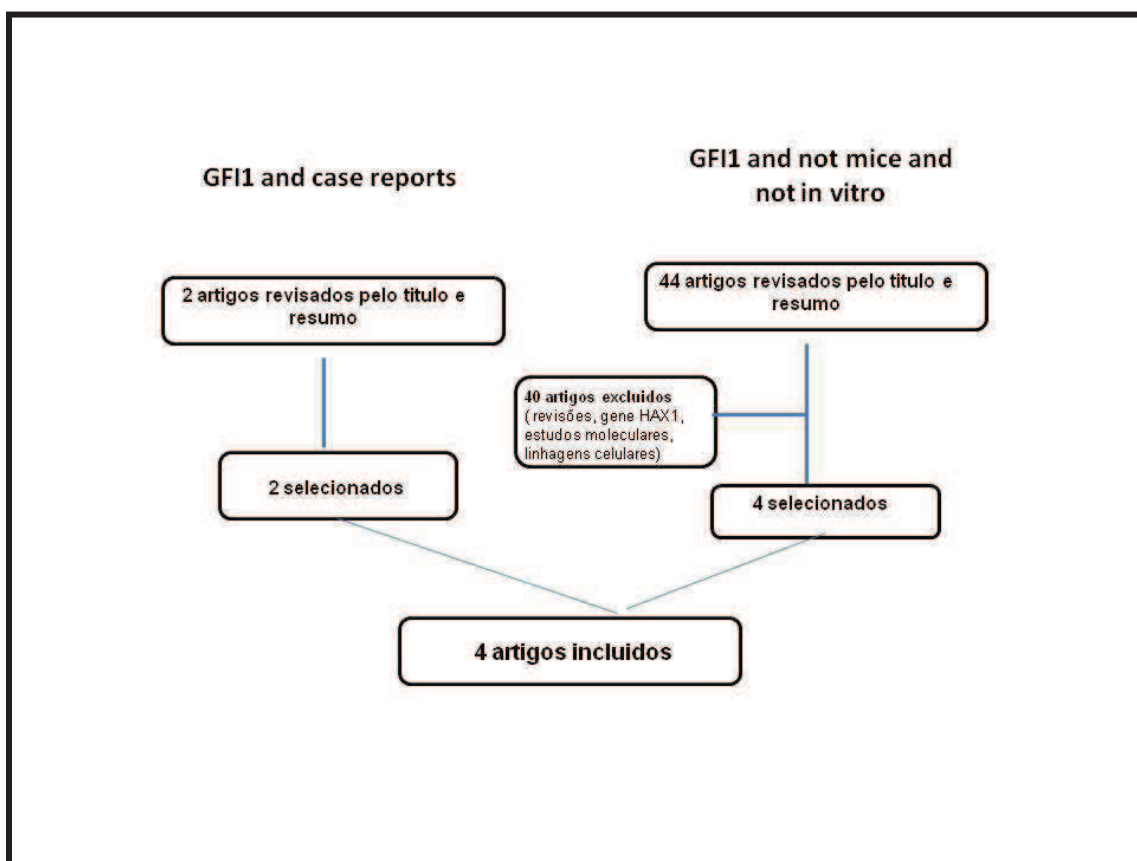 GFI1 and case reports
GFI1 and not mice and
not in vitro
2 artigos revisados pelo titulo e
resumo
44 artigos revisados pelo titulo e
resumo
40 artigos excluidos
( revisões, gene HAX1,
estudos moleculares,
linhagens celulares)
2 selecionados
4 selecionados
4 artigos incluidos